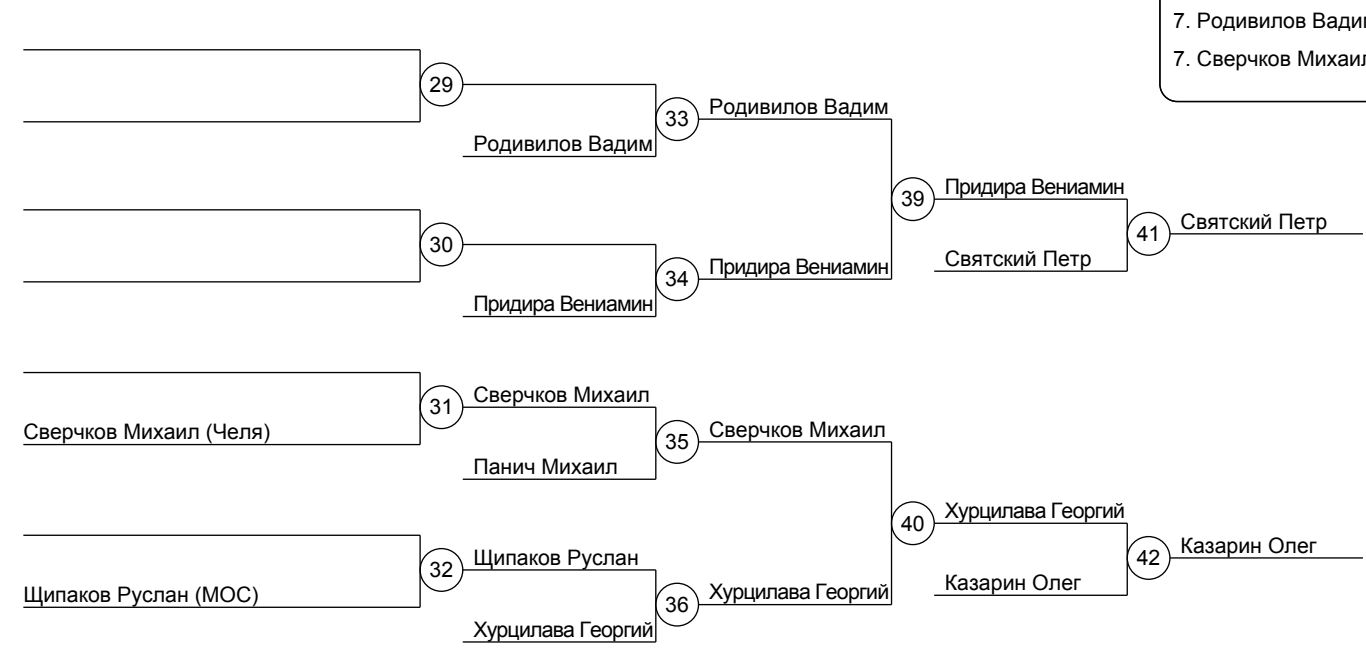 7. Родивилов Вадим
7. Сверчков Михаил
29
33
Родивилов Вадим
Родивилов Вадим
39
Придира Вениамин
30
41
Святский Петр
34
Придира Вениамин
Святский Петр
Придира Вениамин
31
Сверчков Михаил
Сверчков Михаил (Челя)
35
Сверчков Михаил
Панич Михаил
40
Хурцилава Георгий
32
Щипаков Руслан
42
Казарин Олег
Щипаков Руслан (МОС)
36
Хурцилава Георгий
Казарин Олег
Хурцилава Георгий